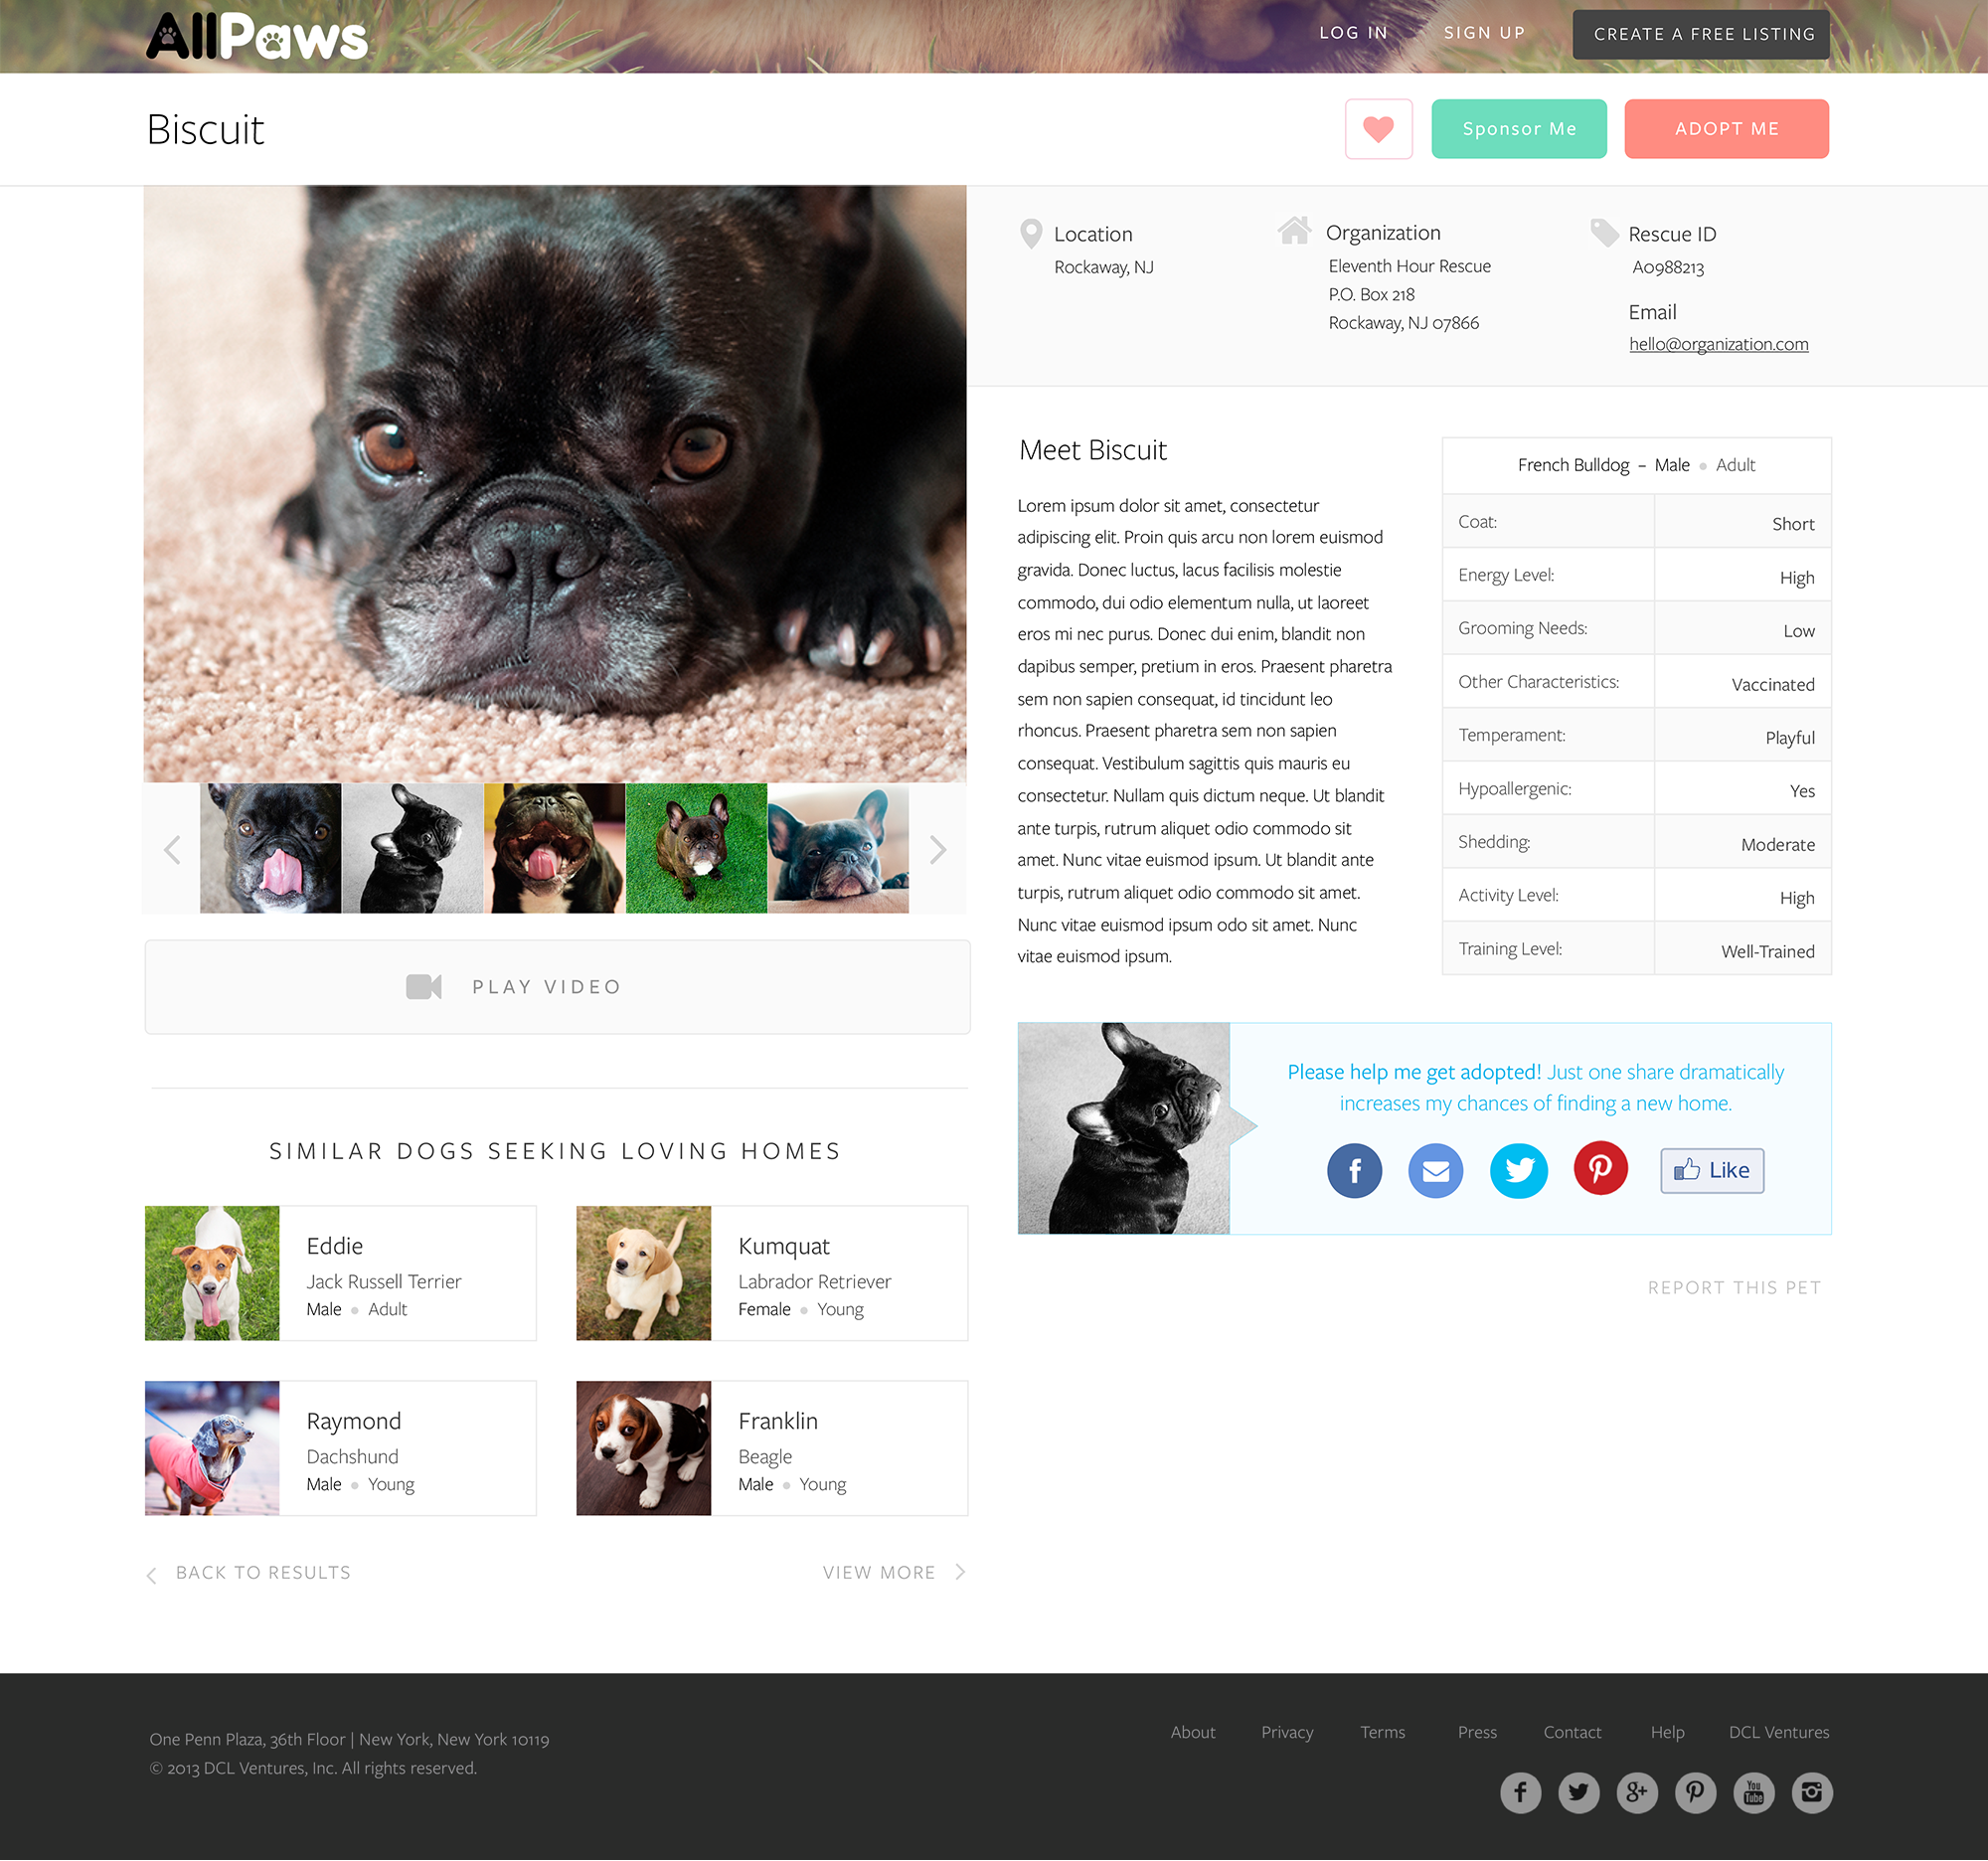 AllPaws
LOG IN
SIGN UP
CREATE A FREE LISTING
Biscuit
Sponsor Me
ADOPT ME
Location
Rockaway, NJ
Organization
Eleventh Hour Rescue
P.O. Box 218
Rockaway, NJ 07866
Rescue ID
A0988213
Email
hello@organization.com
Meet Biscuit
Lorem ipsum dolor sit amet, consectetur
adipiscing elit. Proin quis arcu non lorem euismod
gravida. Donec luctus, lacus facilisis molestie
commodo, dui odio elementum nulla, ut laoreet
eros mi nec purus. Donec dui enim, blandit non
dapibus semper, pretium in eros. Praesent pharetra
sem non sapien consequat, id tincidunt leo
rhoncus. Praesent pharetra sem non sapien
consequat. Vestibulum sagittis quis mauris eu
consectetur. Nullam quis dictum neque. Ut blandit
ante turpis, rutrum aliquet odio commodo sit
amet. Nunc vitae euismod ipsum. Ut blandit ante
turpis, rutrum aliquet odio commodo sit amet.
Nunc vitae euismod ipsum odo sit amet. Nunc
vitae euismod ipsum.
French Bulldog – Male • Adult
Coat: Short
Energy Level: High
Grooming Needs: Low
Other Characteristics: Vaccinated
Temperament: Playful
Hypoallergenic: Yes
Shedding: Moderate
Activity Level: High
Training Level: Well-Trained
PLAY VIDEO
Please help me get adopted! Just one share dramatically
increases my chances of finding a new home.
Like
REPORT THIS PET
SIMILAR DOGS SEEKING LOVING HOMES
Eddie
Jack Russell Terrier
Male • Adult
Kumquat
Labrador Retriever
Female • Young
Raymond
Dachshund
Male • Young
Franklin
Beagle
Male • Young
BACK TO RESULTS
VIEW MORE
One Penn Plaza, 36th Floor | New York, New York 10119
© 2013 DCL Ventures, Inc. All rights reserved.
About
Privacy
Terms
Press
Contact
Help
DCL Ventures
You
Tube